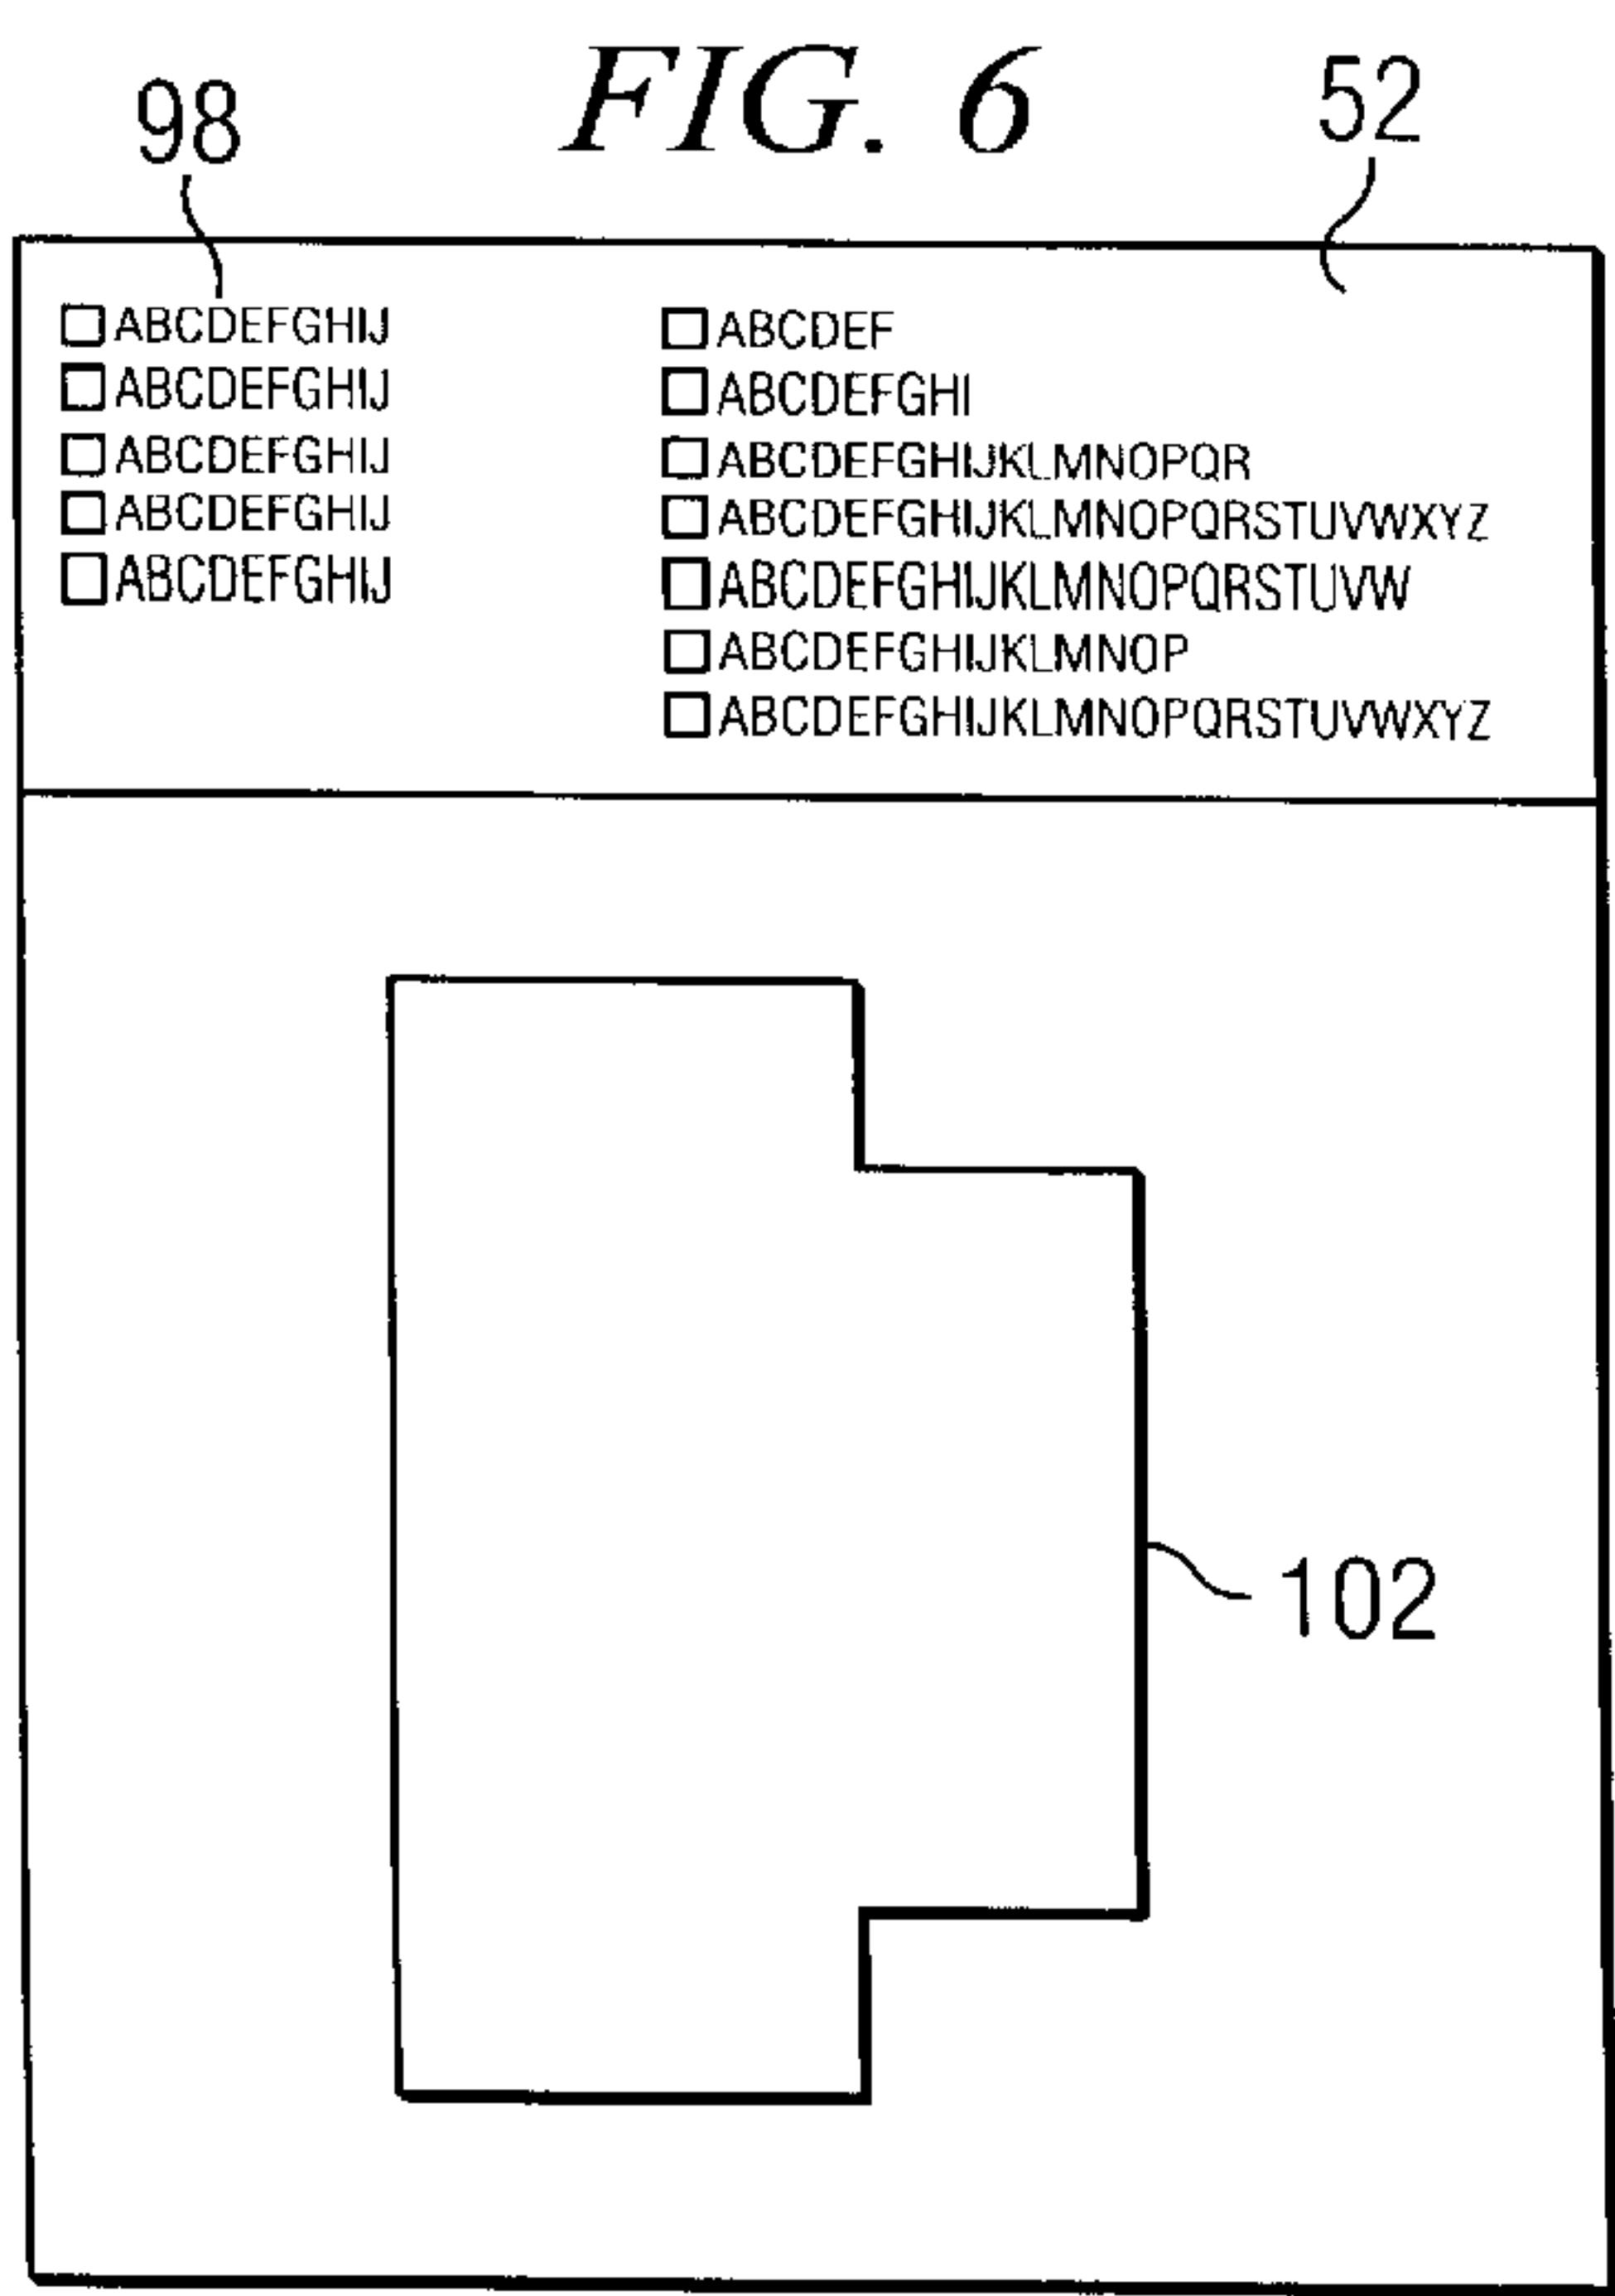 FIG. 6
98
52
ABCDEFGHIJ
ABCDEFGHIJ
ABCDEFGHIJ
ABCDEFGHIJ
ABCDEFGHIJ
ABCDEF
ABCDEFGHI
ABCDEFGHIJKLMNOPQR
ABCDEFGHIJKLMNOPQRSTUVWXYZ
ABCDEFGHIJKLMNOPQRSTUVW
ABCDEFGHIJKLMNOP
ABCDEFGHIJKLMNOPQRSTUVWXYZ
102